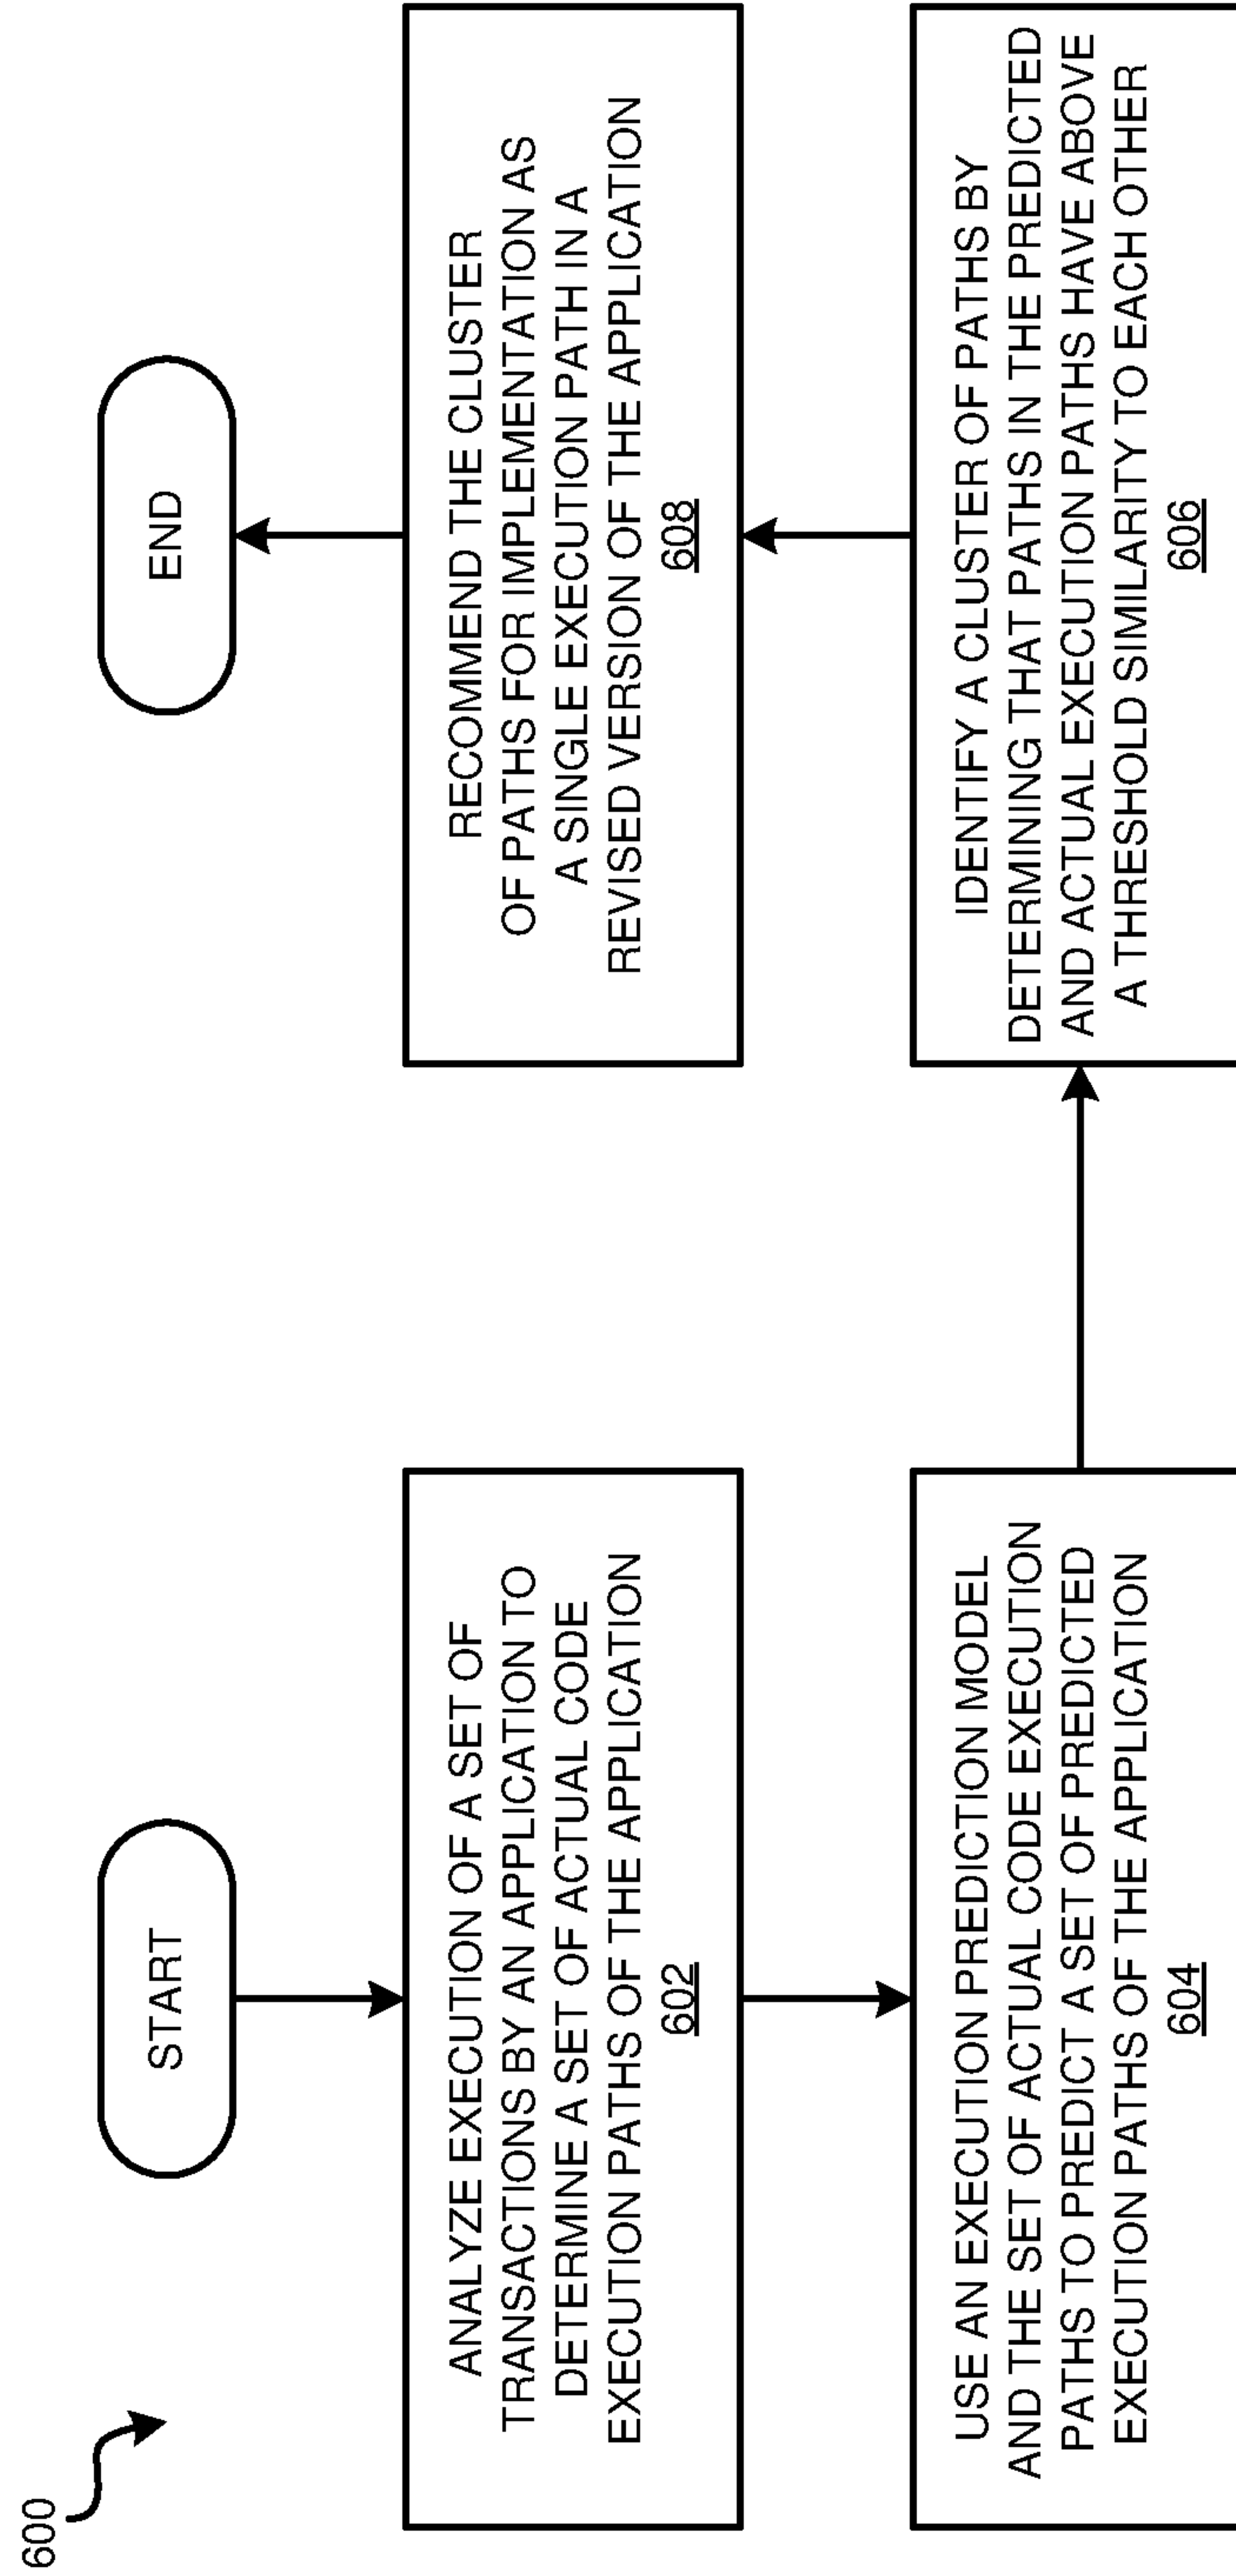 600
START
ANALYZE EXECUTION OF A SET OF
TRANSACTIONS BY AN APPLICATION TO
DETERMINE A SET OF ACTUAL CODE
EXECUTION PATHS OF THE APPLICATION
602
USE AN EXECUTION PREDICTION MODEL
AND THE SET OF ACTUAL CODE EXECUTION
PATHS TO PREDICT A SET OF PREDICTED
EXECUTION PATHS OF THE APPLICATION
604
IDENTIFY A CLUSTER OF PATHS BY
DETERMINING THAT PATHS IN THE PREDICTED
AND ACTUAL EXECUTION PATHS HAVE ABOVE
A THRESHOLD SIMILARITY TO EACH OTHER
606
RECOMMEND THE CLUSTER
OF PATHS FOR IMPLEMENTATION AS
A SINGLE EXECUTION PATH IN A
REVISED VERSION OF THE APPLICATION
608
END